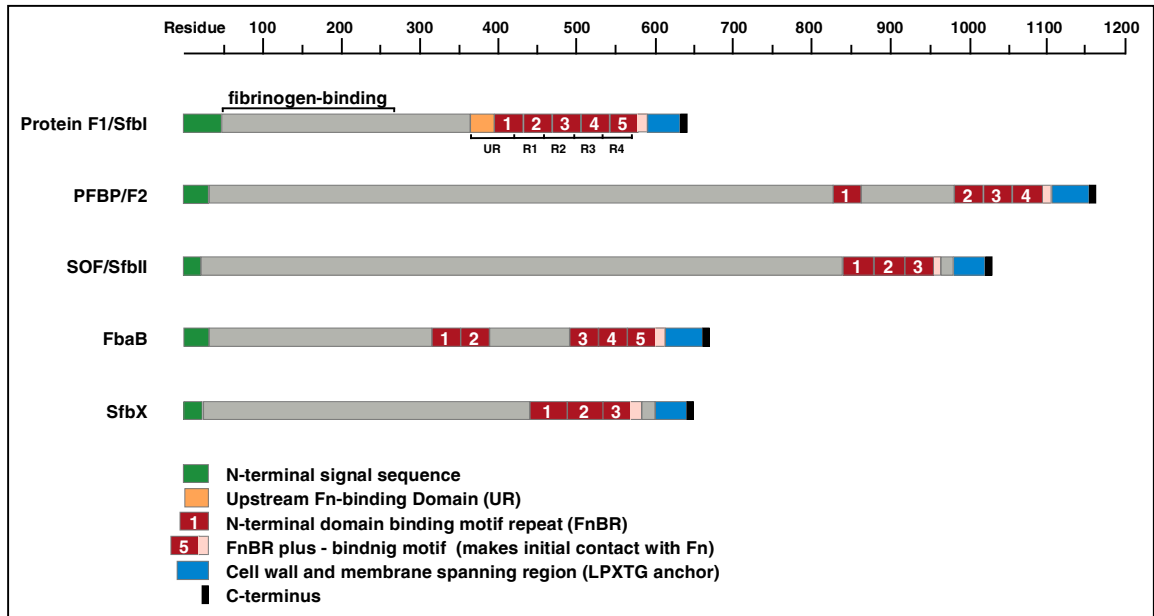 Residue 100 200 300 400 500 600 700 800 900 1000 1100 1200
fibrinogen-binding
Protein F1/SfbI 1 2 3 4 5
UR R1 R2 R3 R4
PFBP/F2 1 2 3 4
SOF/SfbII 1 2 3
FbaB 1 2 3 4 5
SfbX 1 2 3
N-terminal signal sequence
Upstream Fn-binding Domain (UR)
1 N-terminal domain binding motif repeat (FnBR)
5 FnBR plus - bindnig motif (makes initial contact with Fn)
Cell wall and membrane spanning region (LPXTG anchor)
C-terminus